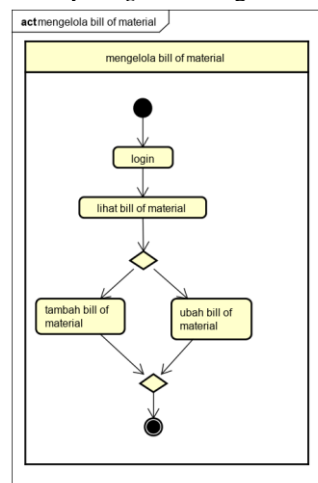 act mengelola bill of material
mengelola bill of material
login
lihat bill of material
tambah bill of
material
ubah bill of
material